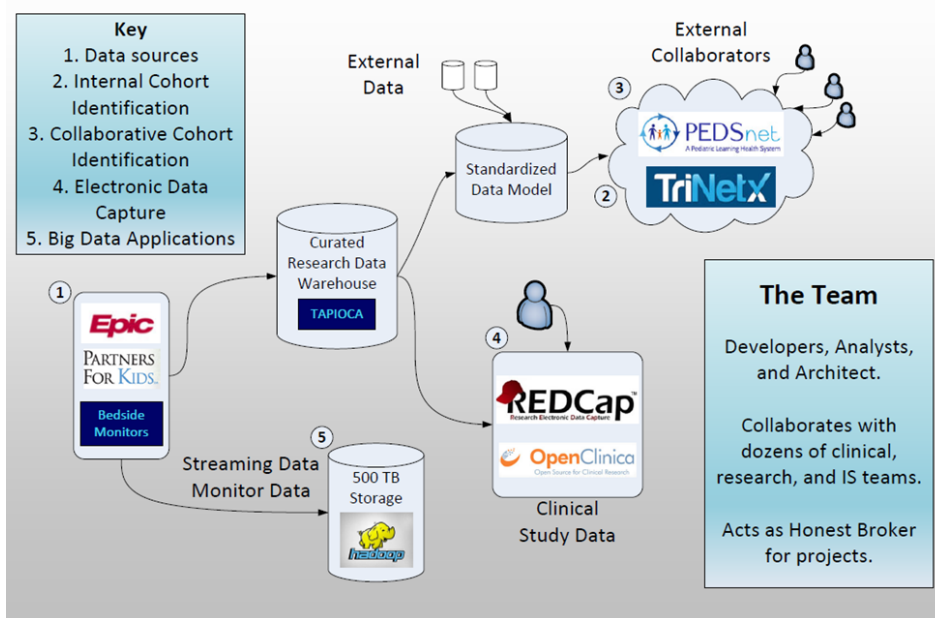 Key
1. Data sources
2. Internal Cohort
Identification
3. Collaborative Cohort
Identification
4. Electronic Data
Capture
5. Big Data Applications
External
Data
External
Collaborators
3
PEDSnet
A Pediatric Learning Health System
2
TriNetX
Standardized
Data Model
Curated
Research Data
Warehouse
TAPIOCA
1
Epic
PARTNERS
FOR KIDS™
Bedside
Monitors
4
REDCap™
Research Electronic Data Capture
OpenClinica
Open Source for Clinical Research
Clinical
Study Data
Streaming Data
Monitor Data
5
500 TB
Storage
hadoop
The Team
Developers, Analysts,
and Architect.
Collaborates with
dozens of clinical,
research, and IS teams.
Acts as Honest Broker
for projects.